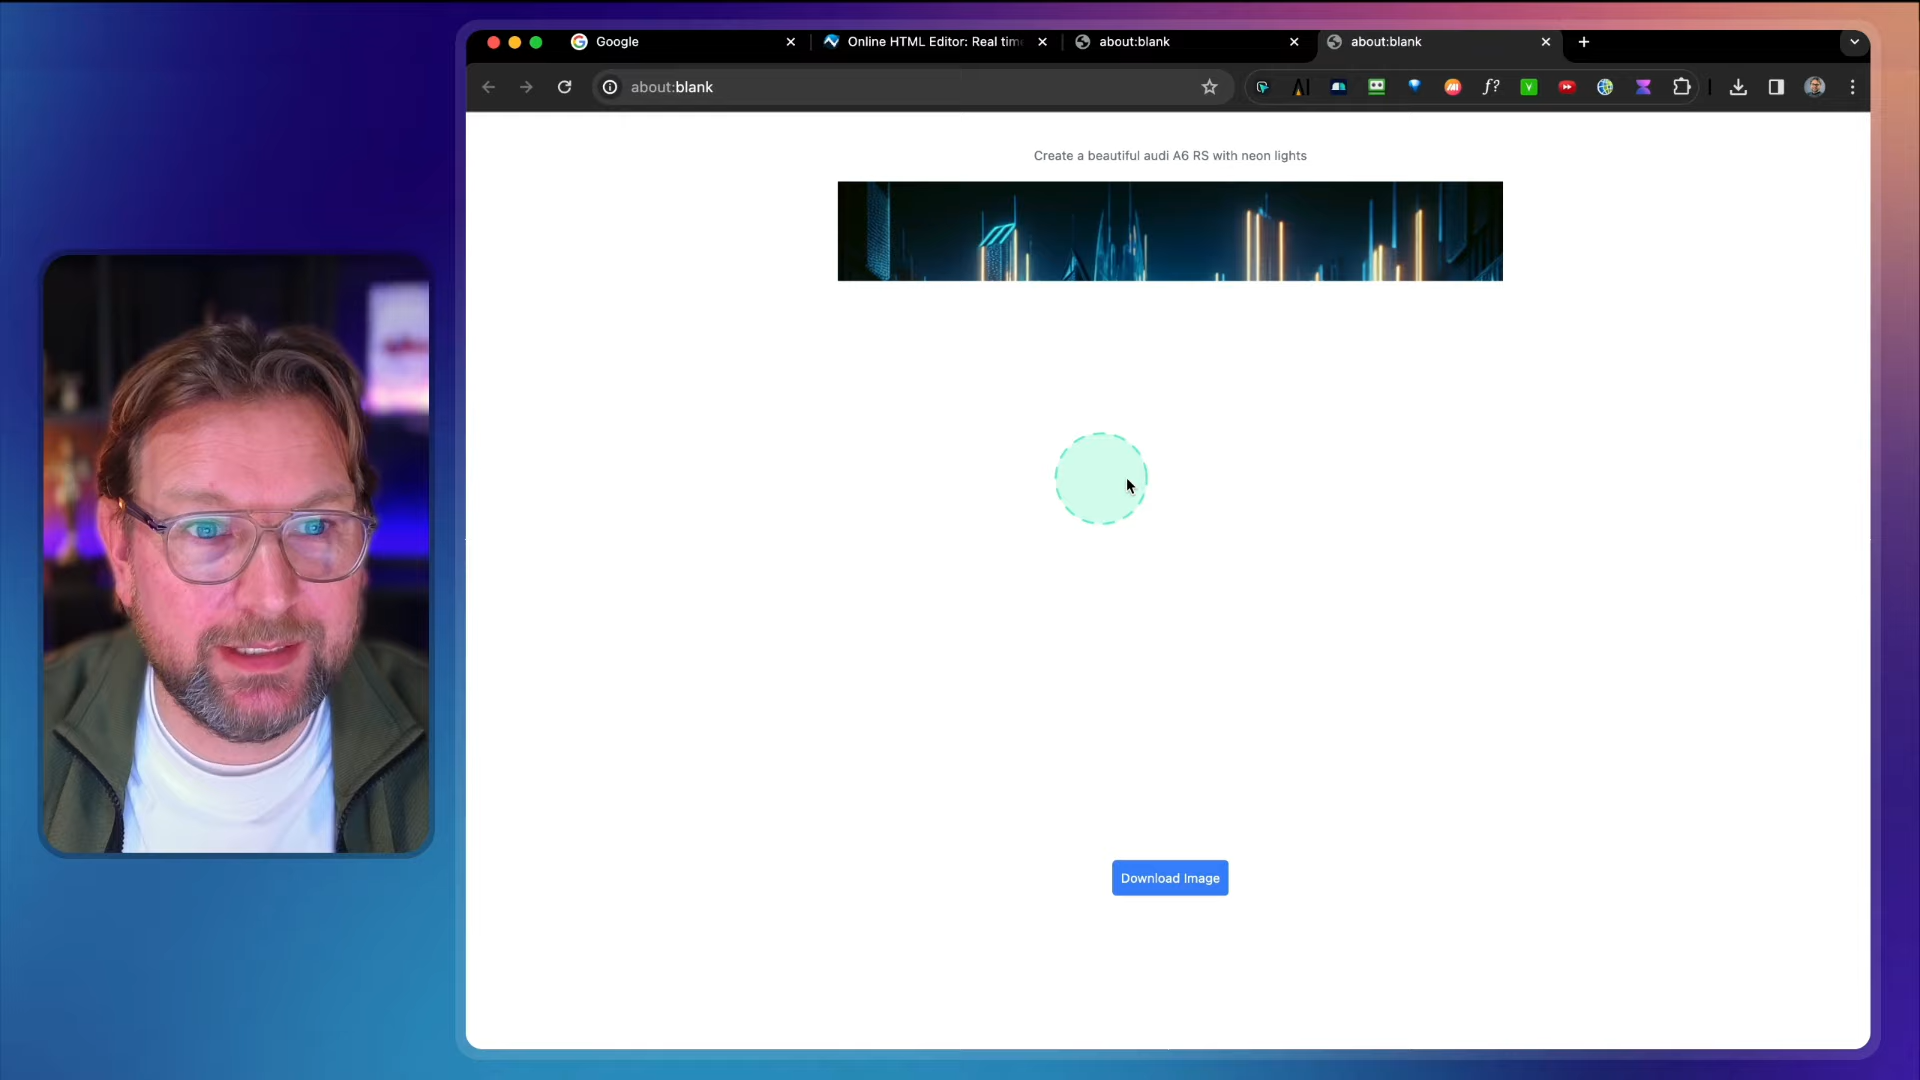 Google
Online HTML Editor: Real tim
about:blank
about:blank
about:blank
f?
Create a beautiful audi A6 RS with neon lights
Download Image